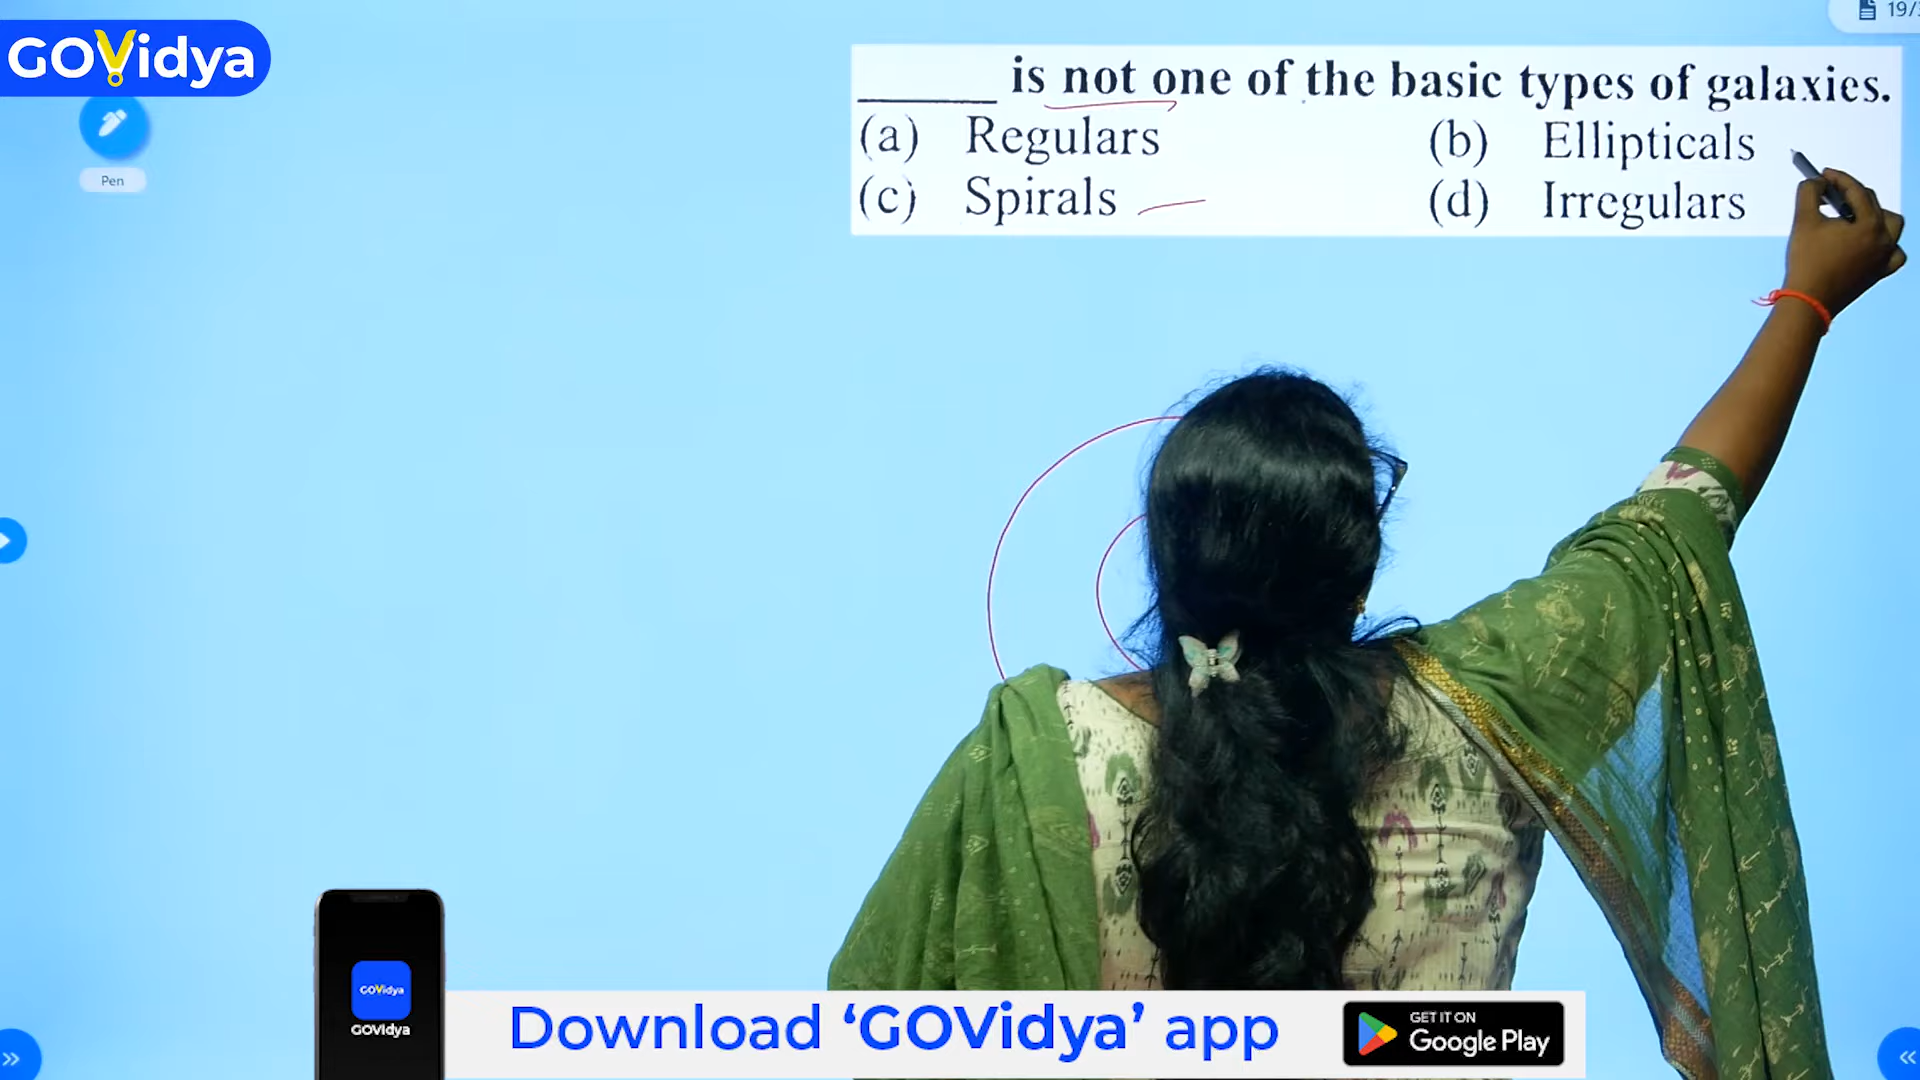 GOVidya
19/
Pen
______ is not one of the basic types of galaxies.
(a) Regulars (b) Ellipticals
(c) Spirals (d) Irregulars
GOVidya
GOVidya
Download ‘GOVidya’ app
GET IT ON
Google Play